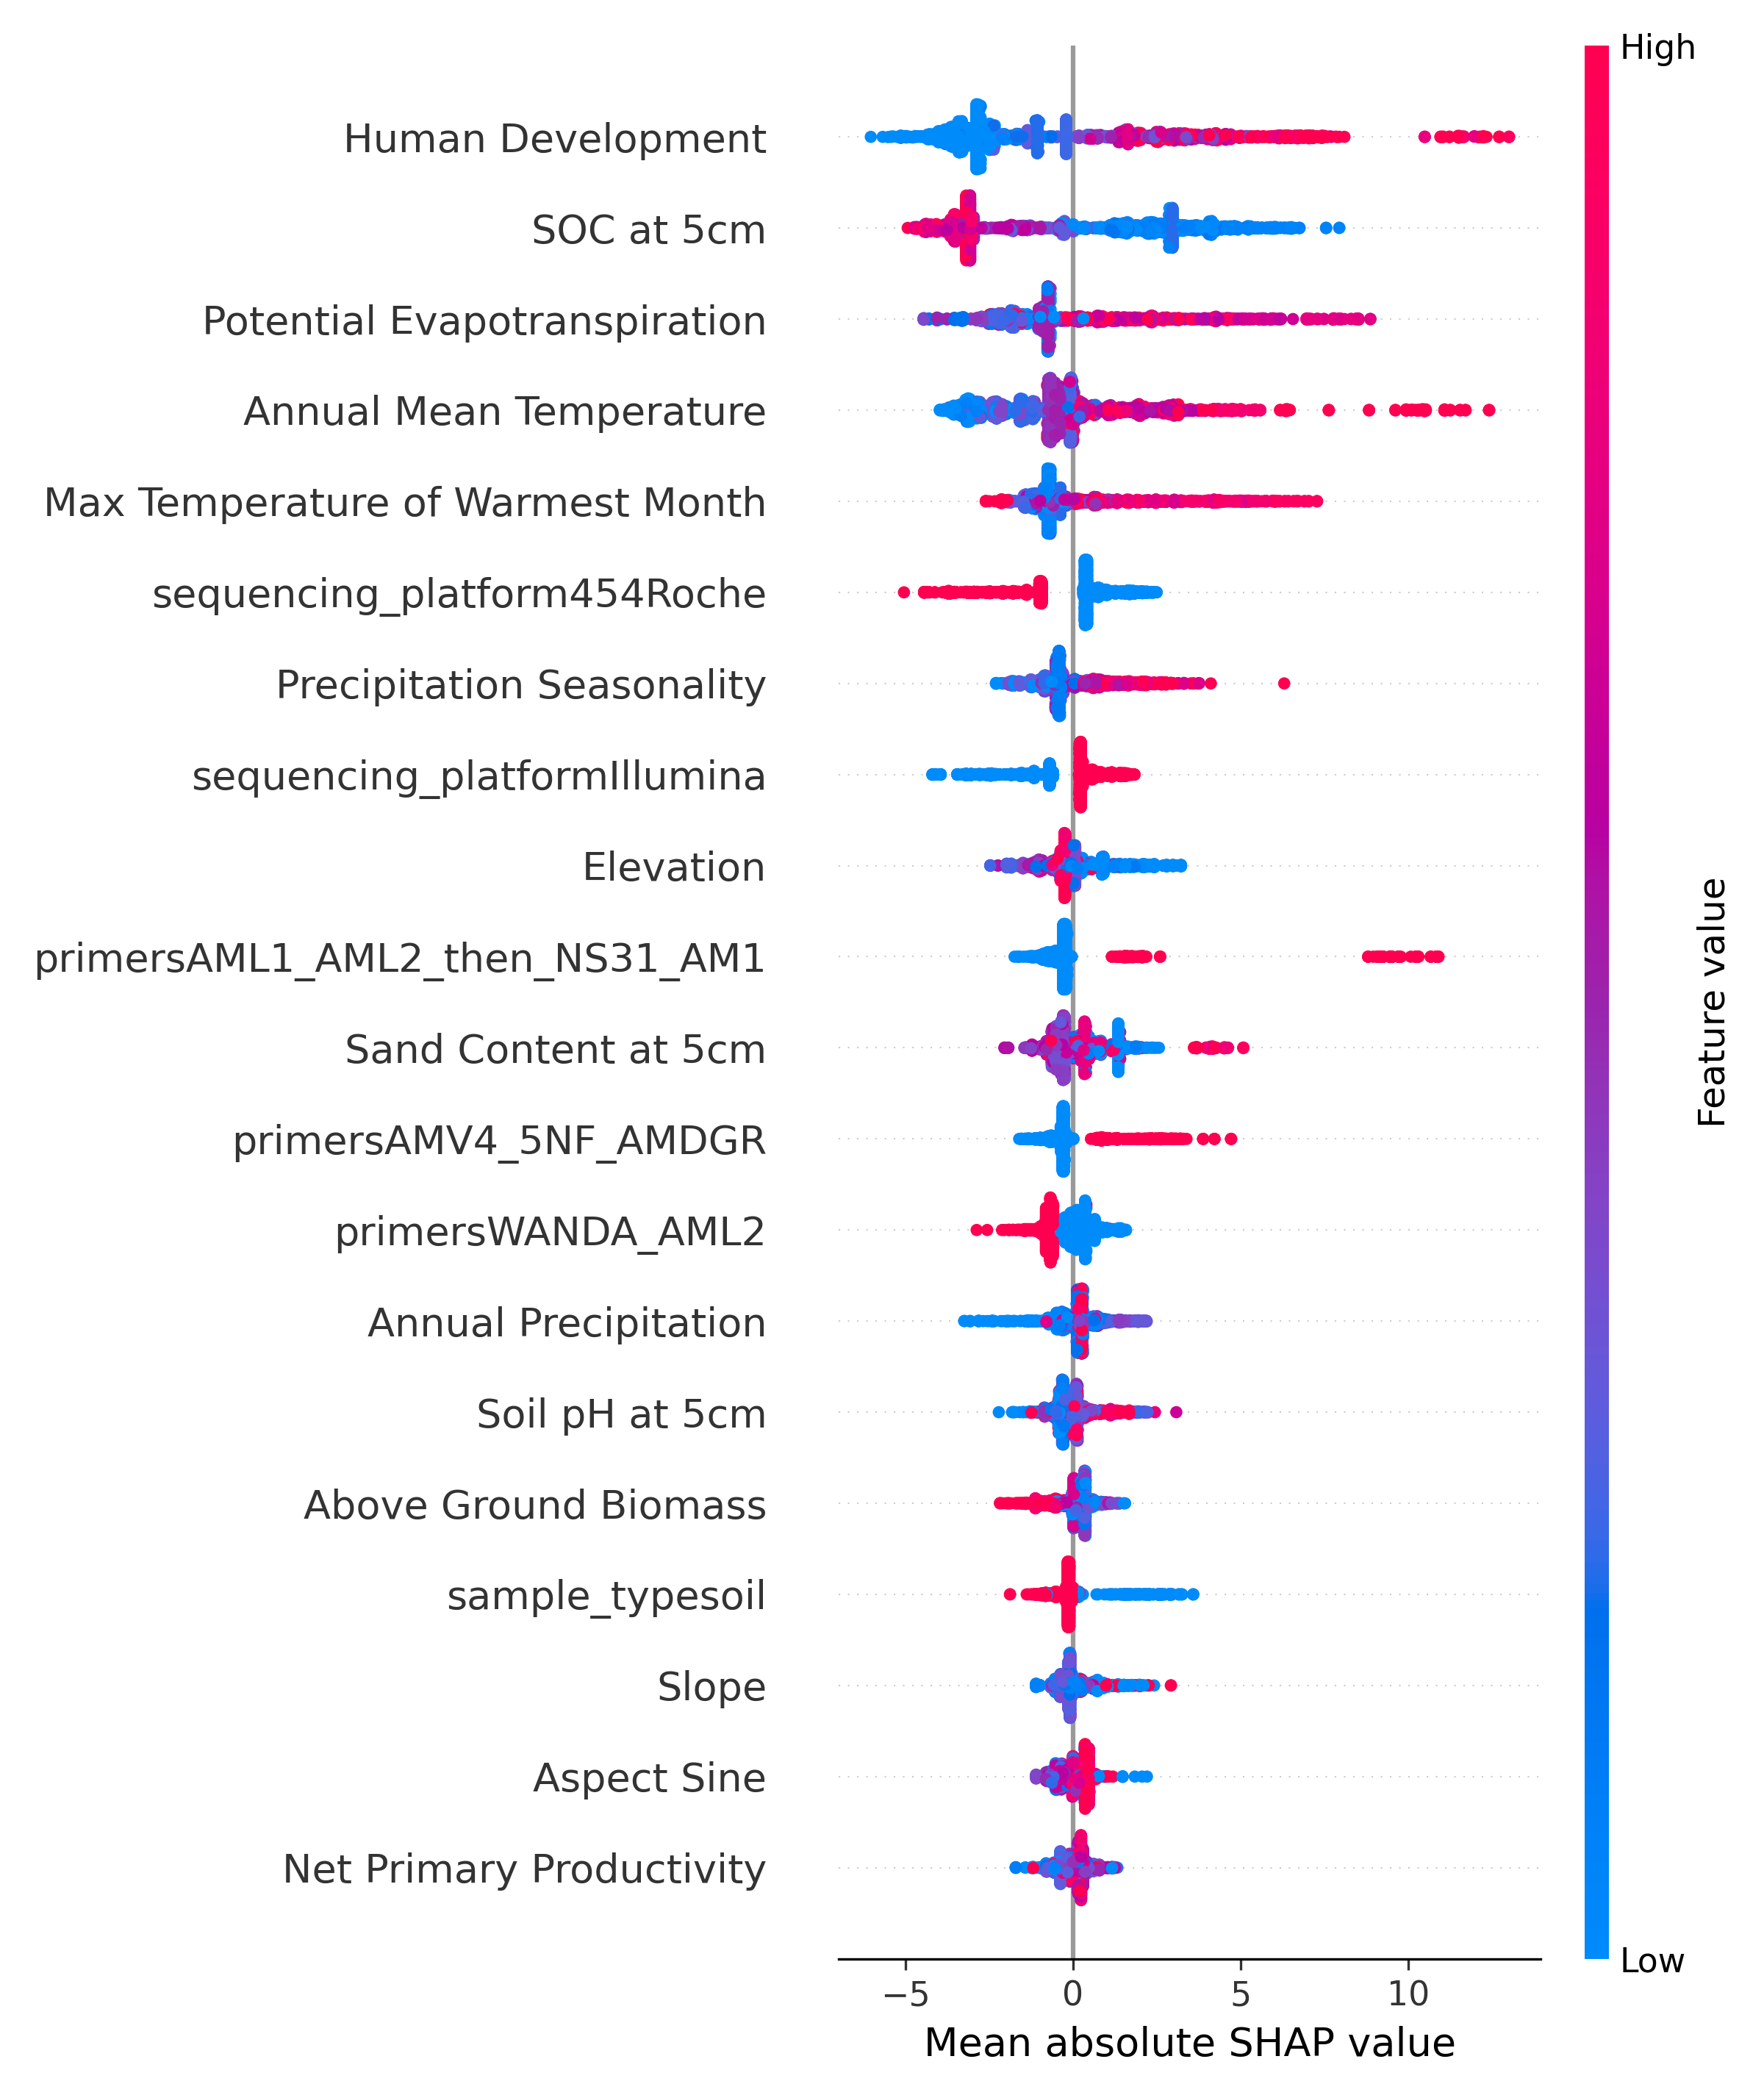 High
Human Development
SOC at 5cm
Potential Evapotranspiration
Annual Mean Temperature
Max Temperature of Warmest Month
sequencing_platform454Roche
Precipitation Seasonality
sequencing_platformIllumina
Elevation
primersAML1_AML2_then_NS31_AM1
Sand Content at 5cm
primersAMV4_5NF_AMDGR
primersWANDA_AML2
Annual Precipitation
Soil pH at 5cm
Above Ground Biomass
sample_typesoil
Slope
Aspect Sine
Net Primary Productivity
Feature value
Low
−5 0 5 10
Mean absolute SHAP value